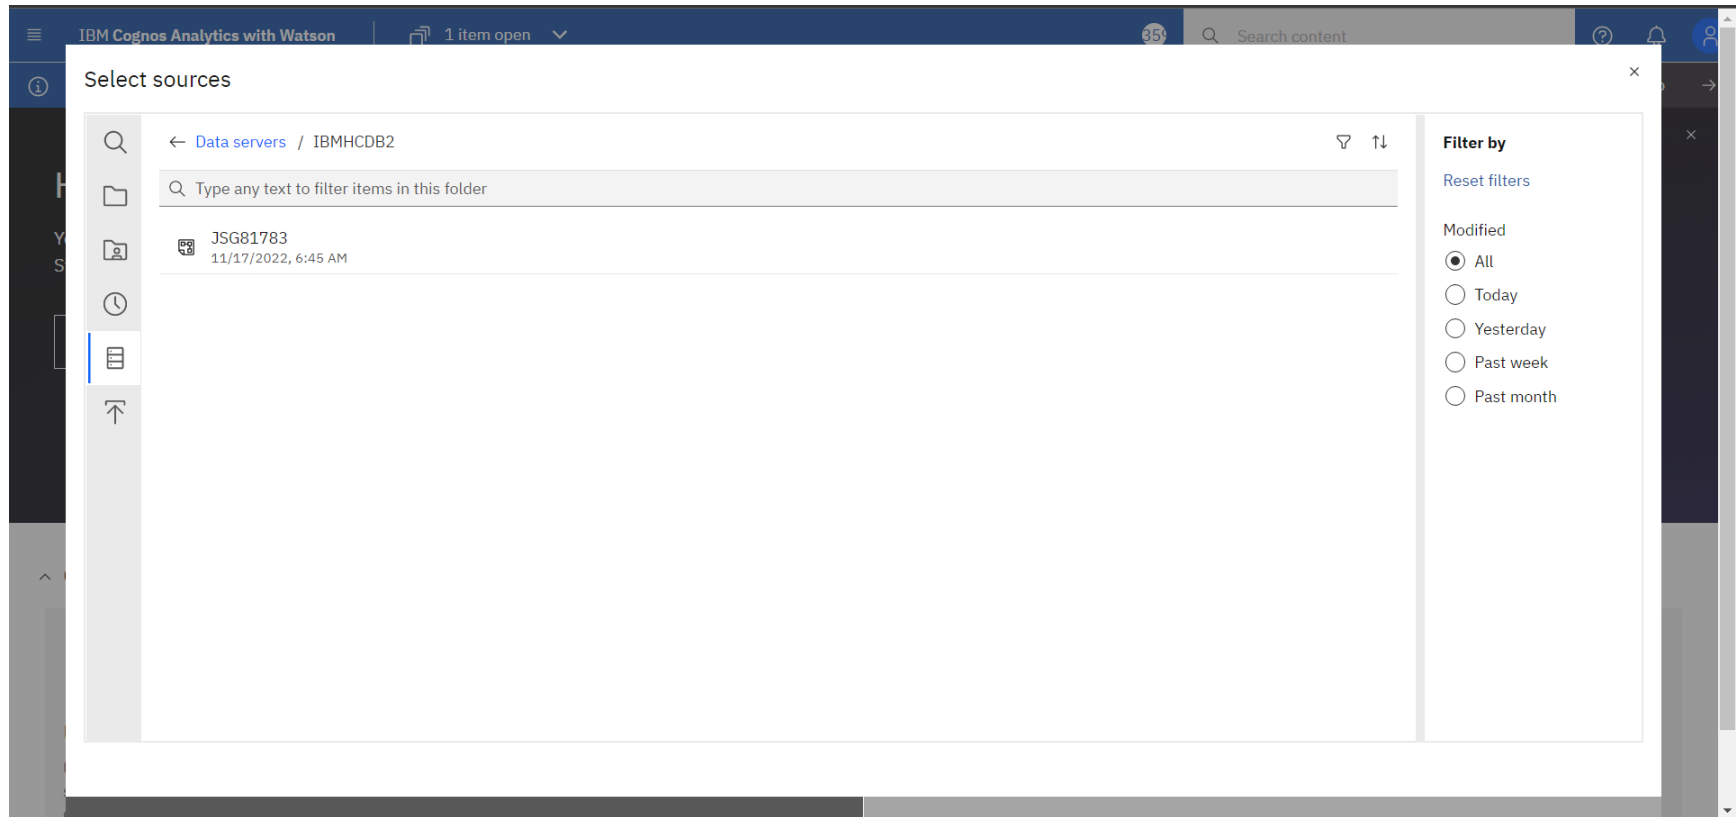 IBM Cognos Analytics with Watson
1 item open
359
Search content
Select sources
Data servers / IBMHCDB2
Type any text to filter items in this folder
JSG81783
11/17/2022, 6:45 AM
Filter by
Reset filters
Modified
All
Today
Yesterday
Past week
Past month